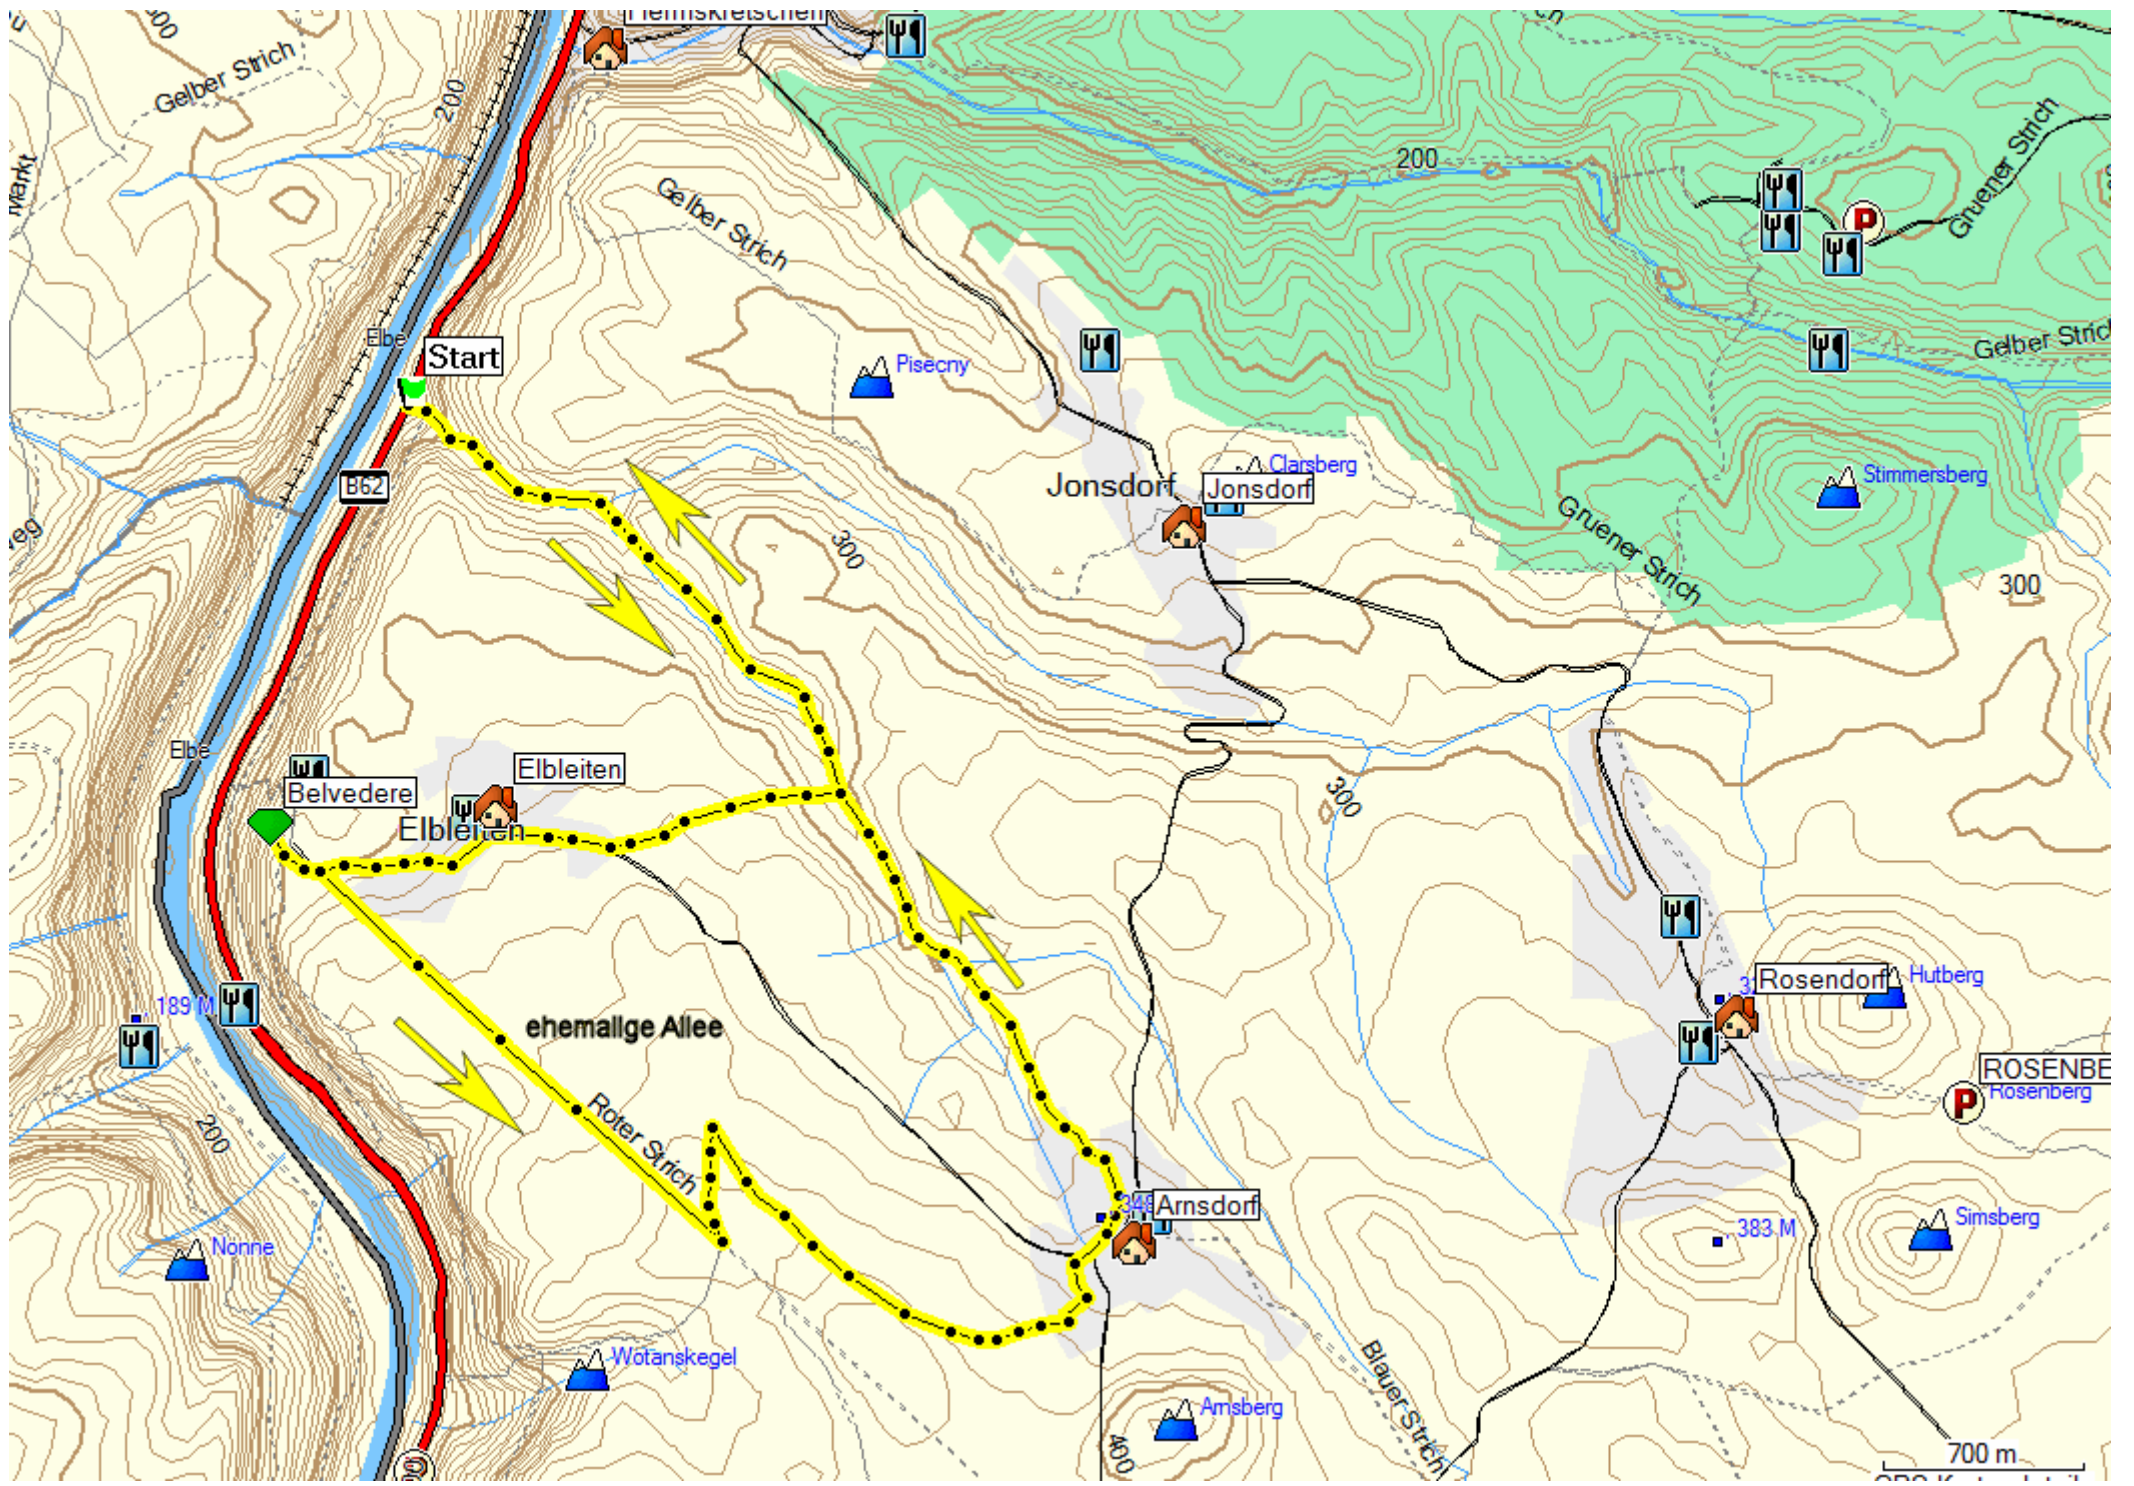 Gelber Strich
200
Markt
Gelber Strich
200
Gruener Strich
Elbe
Start
Pisecny
Gelber Strich
B62
Jonsdorf
Jonsdorf
Clarsberg
Stimmersberg
Gruener Strich
300
300
Elbe
Elbleiten
Belvedere
Elbleiten
300
189 M
ehemalige Allee
Rosendorf
Hutberg
ROSENBE
Rosenberg
200
Roter Strich
Arnsdorf
383 M
Simsberg
Nonne
Wotanskegel
Blauer Strich
Arnsberg
400
700 m